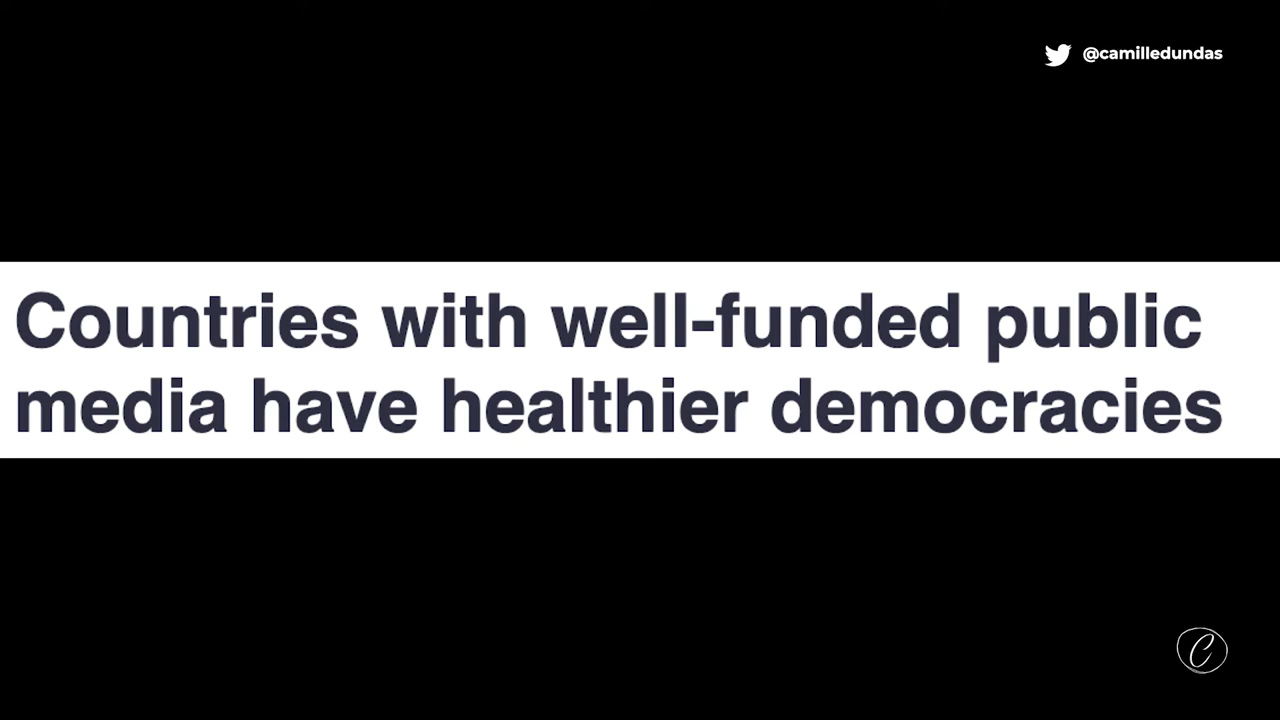 @camilledundas
Countries with well-funded public
media have healthier democracies
C